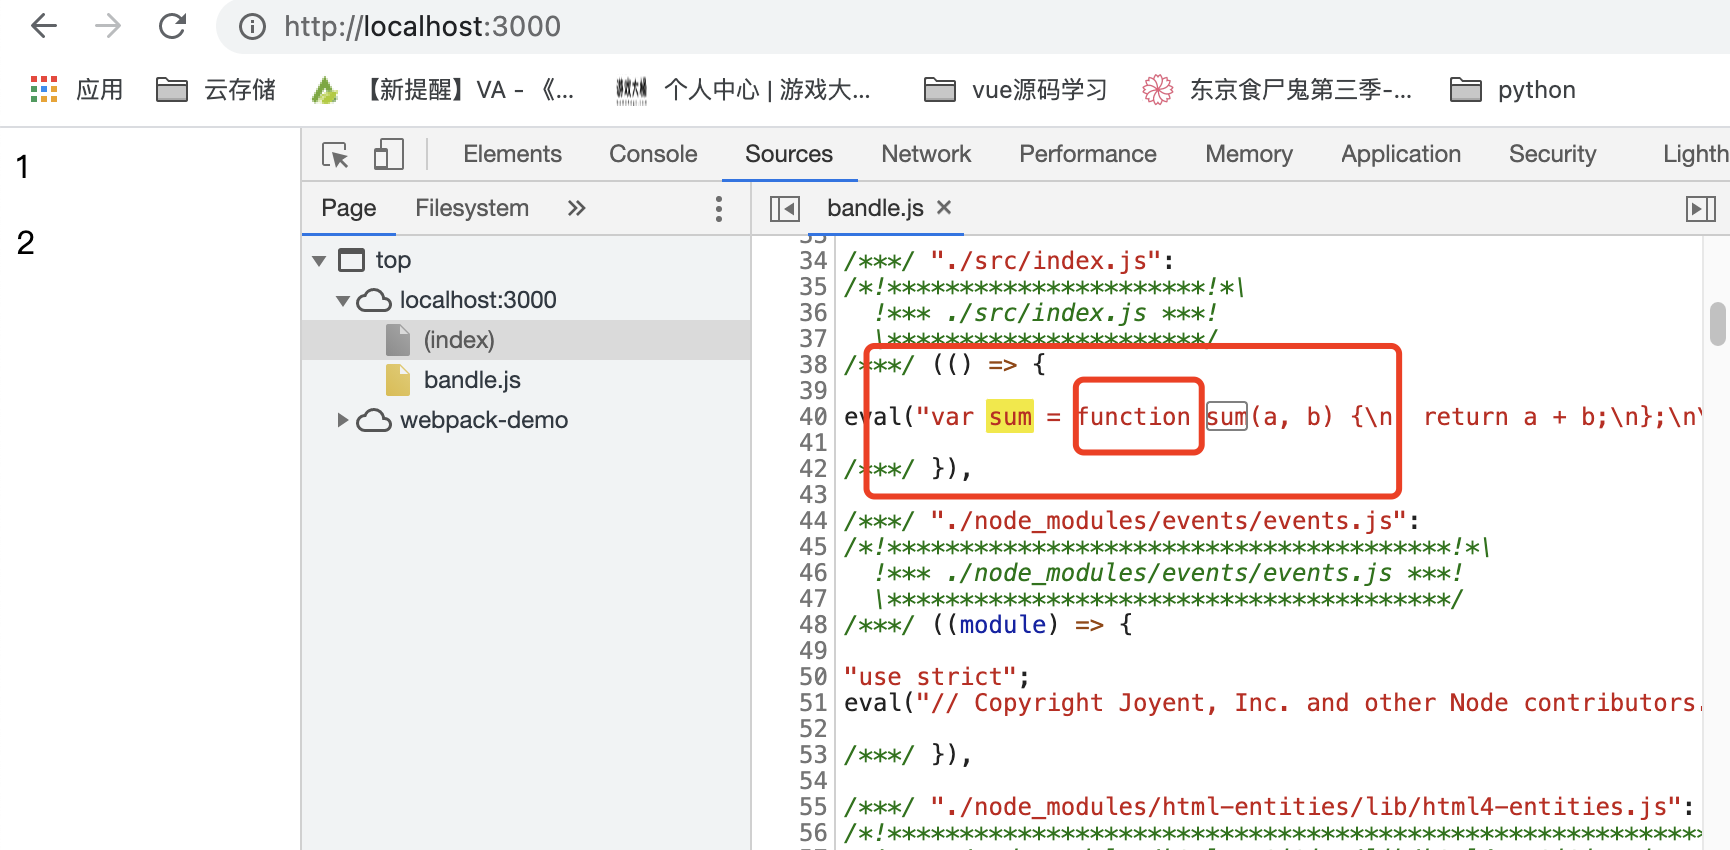 http://localhost:3000
应用 云存储 【新提醒】VA - 《... 游戏大桶 个人中心 | 游戏大... vue源码学习 东京食尸鬼第三季-... python
1
2
Elements Console Sources Network Performance Memory Application Security Lighth
Page Filesystem »
bandle.js ×
top
localhost:3000
(index)
bandle.js
webpack-demo
33
34 /***/ "./src/index.js":
35 /*!**********************!*\
36   !*** ./src/index.js ***!
37   \**********************/
38 /***/ (() => {
39
40 eval("var sum = function sum(a, b) {\n  return a + b;\n};\n\
41
42 /***/ }),
43
44 /***/ "./node_modules/events/events.js":
45 /*!***************************************!*\
46   !*** ./node_modules/events/events.js ***!
47   \***************************************/
48 /***/ ((module) => {
49
50 "use strict";
51 eval("// Copyright Joyent, Inc. and other Node contributors.
52
53 /***/ }),
54
55 /***/ "./node_modules/html-entities/lib/html4-entities.js":
56 /*!*********************************************************